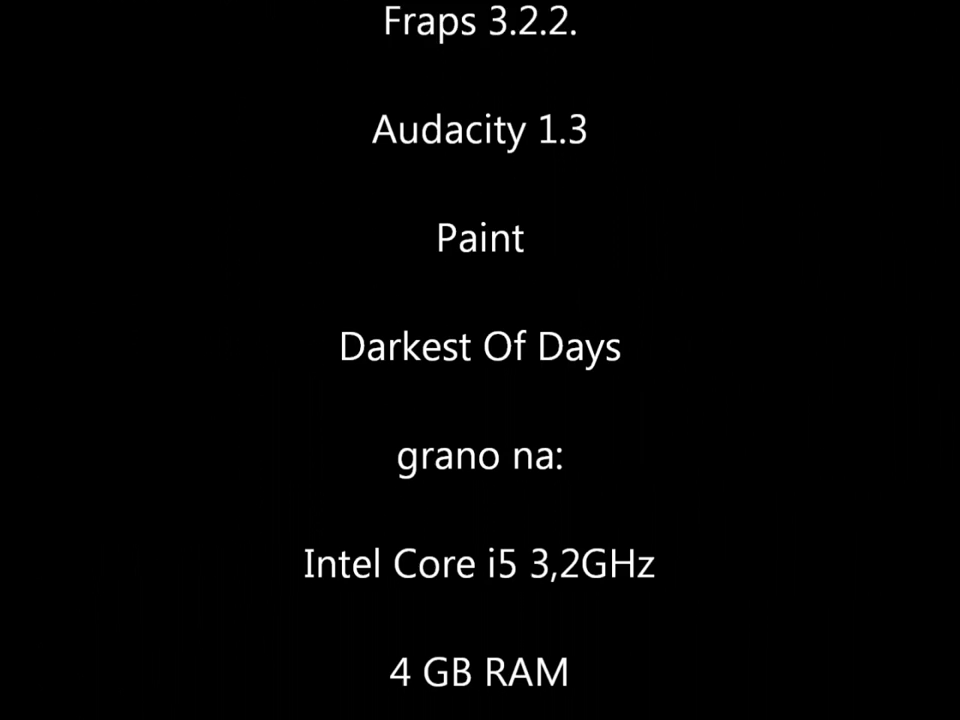 Fraps 3.2.2.
Audacity 1.3
Paint
Darkest Of Days
grano na:
Intel Core i5 3,2GHz
4 GB RAM